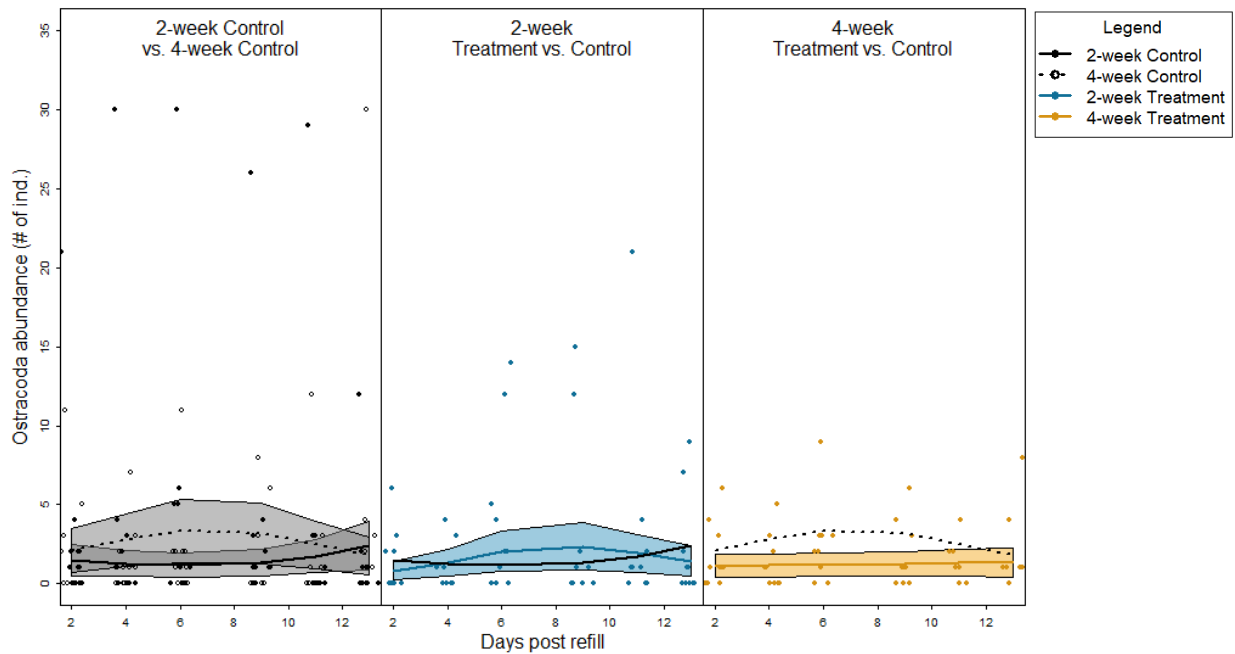 2-week Control
vs. 4-week Control
2-week
Treatment vs. Control
4-week
Treatment vs. Control
Legend
2-week Control
4-week Control
2-week Treatment
4-week Treatment
Ostracoda abundance (# of ind.)
35
30
25
20
15
10
5
0
2 4 6 8 10 12
2 4 6 8 10 12
2 4 6 8 10 12
Days post refill